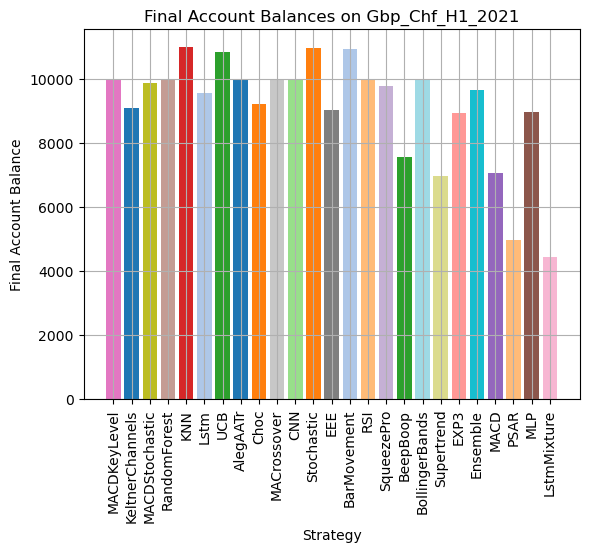 Final Account Balances on Gbp_Chf_H1_2021
Final Account Balance
10000
8000
6000
4000
2000
0
MACDKeyLevel
KeltnerChannels
MACDStochastic
RandomForest
KNN
Lstm
UCB
AlegAATr
Choc
MACrossover
CNN
Stochastic
EEE
BarMovement
RSI
SqueezePro
BeepBoop
BollingerBands
Supertrend
EXP3
Ensemble
MACD
PSAR
MLP
LstmMixture
Strategy